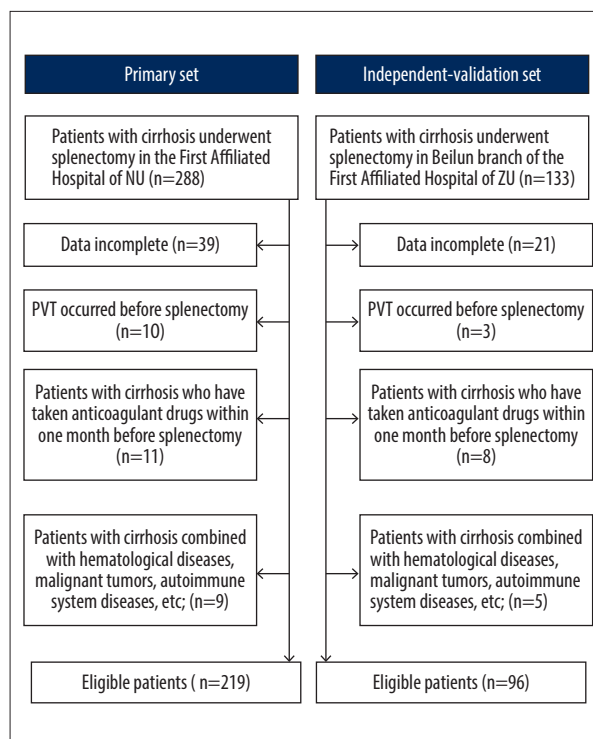 Primary set
Patients with cirrhosis underwent
splenectomy in the First Affiliated
Hospital of NU (n=288)
Data incomplete (n=39)
PVT occurred before splenectomy
(n=10)
Patients with cirrhosis who have
taken anticoagulant drugs within
one month before splenectomy
(n=11)
Patients with cirrhosis combined
with hematological diseases,
malignant tumors, autoimmune
system diseases, etc; (n=9)
Eligible patients ( n=219)
Independent-validation set
Patients with cirrhosis underwent
splenectomy in Beilun branch of the
First Affiliated Hospital of ZU (n=133)
Data incomplete (n=21)
PVT occurred before splenectomy
(n=3)
Patients with cirrhosis who have
taken anticoagulant drugs within
one month before splenectomy
(n=8)
Patients with cirrhosis combined
with hematological diseases,
malignant tumors, autoimmune
system diseases, etc; (n=5)
Eligible patients (n=96)